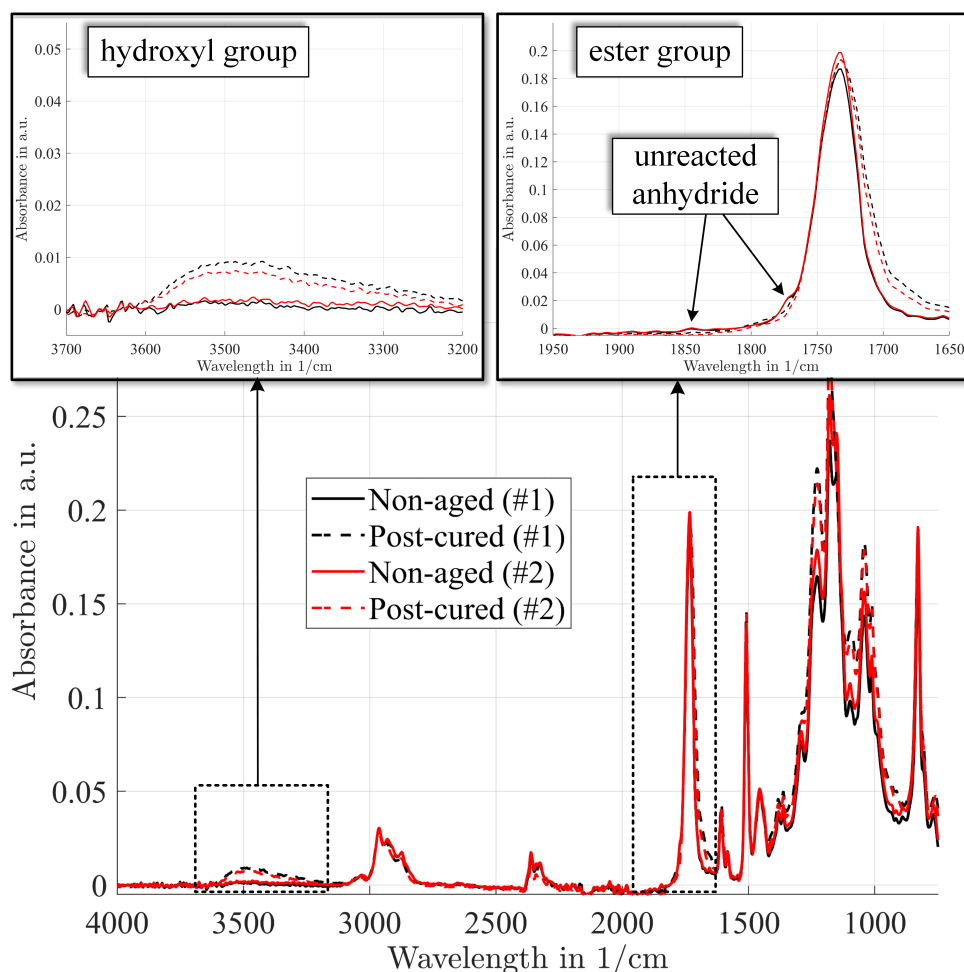 hydroxyl group
Absorbance in a.u.
0.05
0.04
0.03
0.02
0.01
0
3700 3600 3500 3400 3300 3200
Wavelength in 1/cm
ester group
unreacted
anhydride
Absorbance in a.u.
0.2
0.18
0.16
0.14
0.12
0.1
0.08
0.06
0.04
0.02
0
1950 1900 1850 1800 1750 1700 1650
Wavelength in 1/cm
Non-aged (#1)
Post-cured (#1)
Non-aged (#2)
Post-cured (#2)
Absorbance in a.u.
0.25
0.2
0.15
0.1
0.05
0
4000 3500 3000 2500 2000 1500 1000
Wavelength in 1/cm